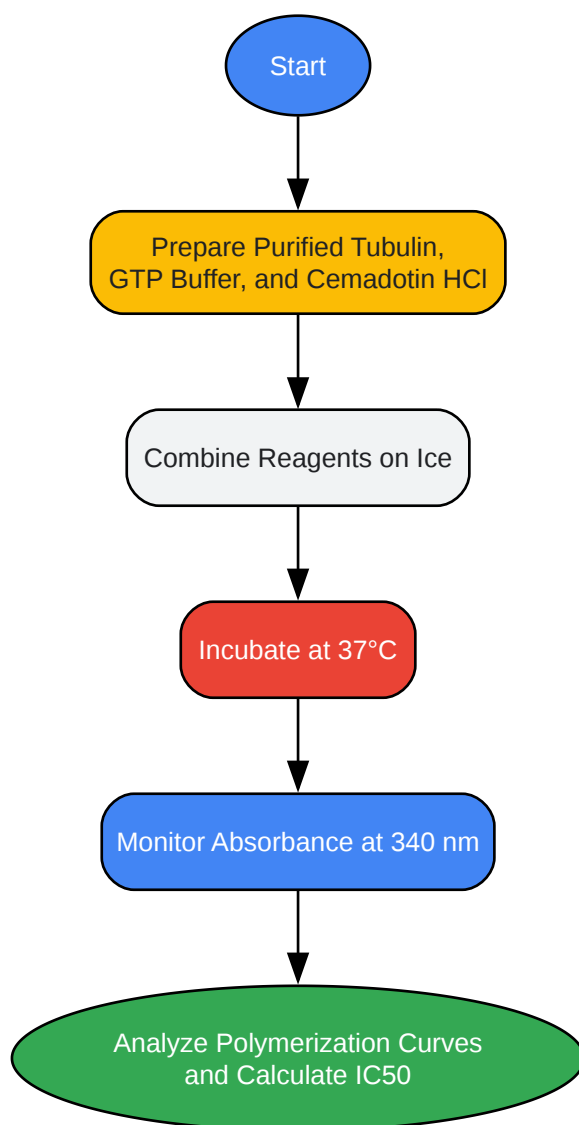 Start
Prepare Purified Tubulin,
GTP Buffer, and Cemadotin HCl
Combine Reagents on Ice
Incubate at 37°C
Monitor Absorbance at 340 nm
Analyze Polymerization Curves
and Calculate IC50